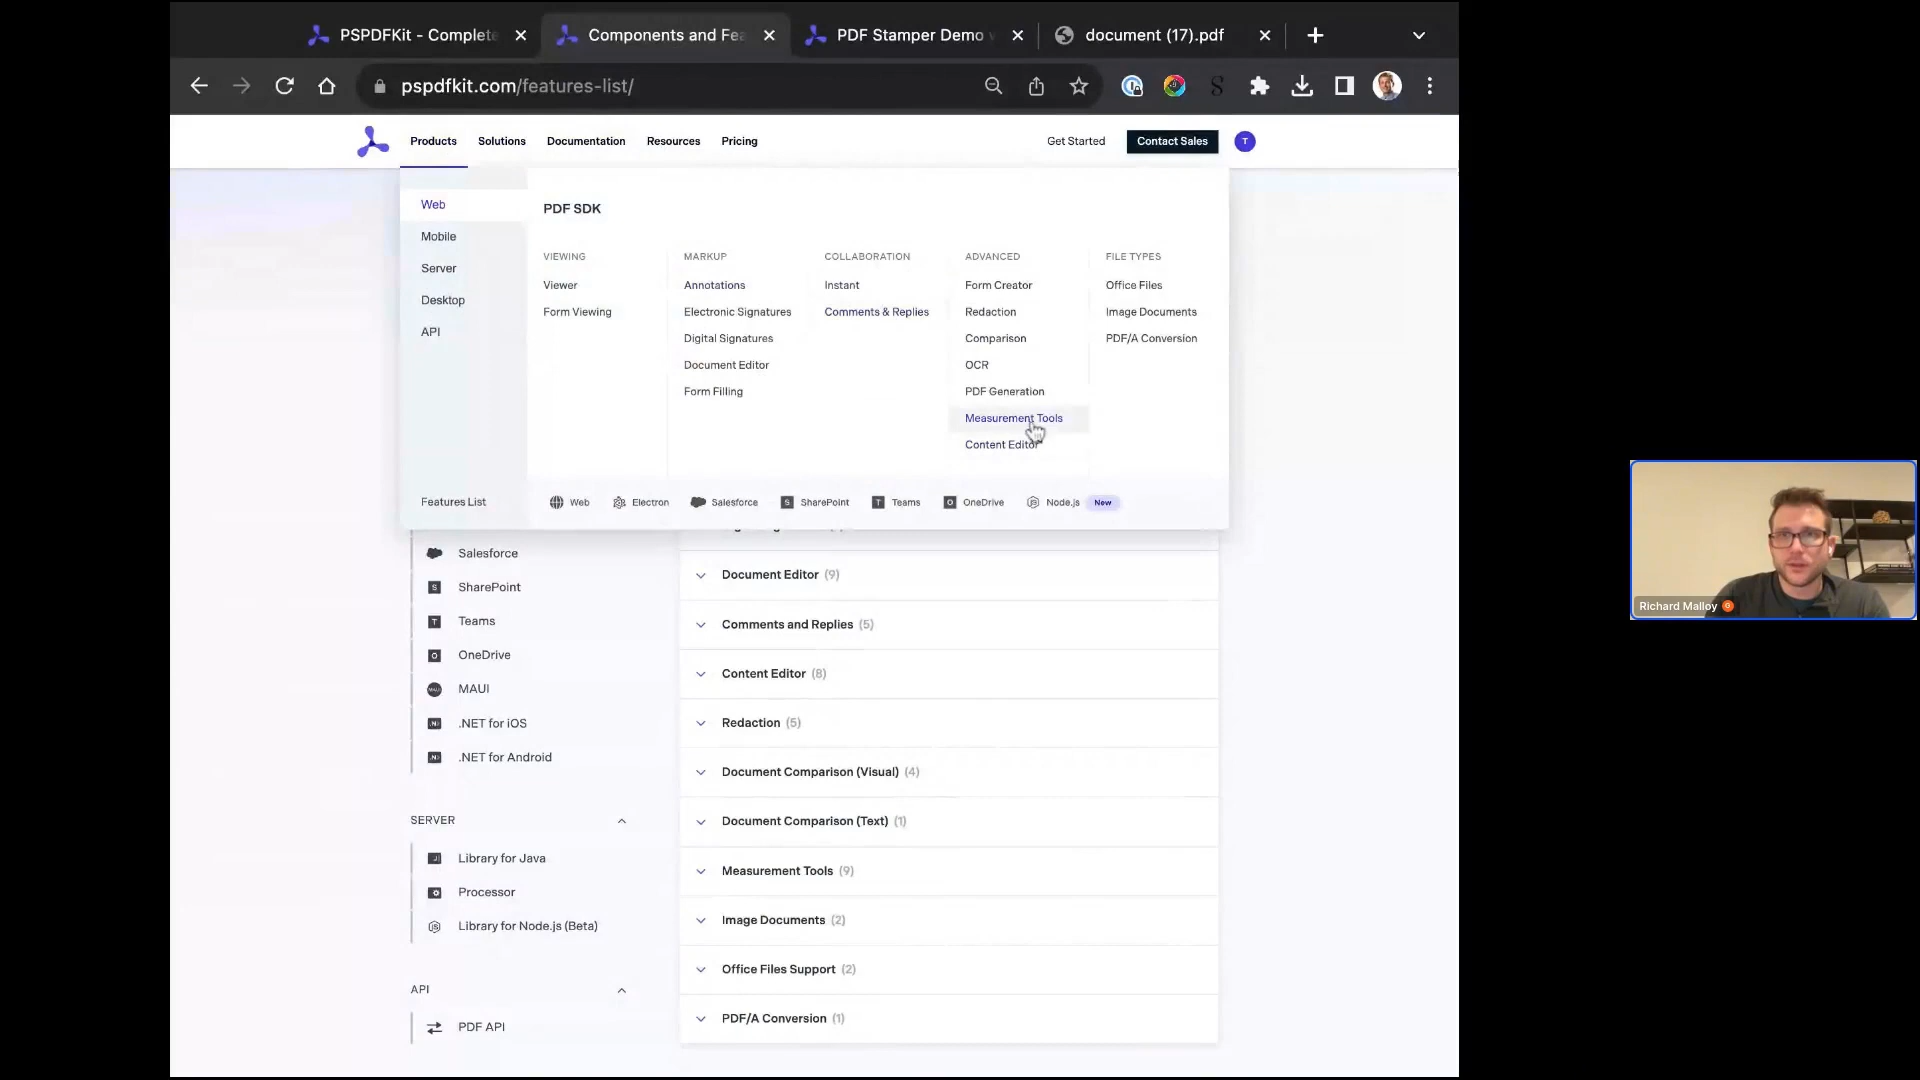 PSPDFKit - Complete
Components and Fea
PDF Stamper Demo
document (17).pdf
pspdfkit.com/features-list/
Products
Solutions
Documentation
Resources
Pricing
Get Started
Contact Sales
T
Web
Mobile
Server
Desktop
API
Features List
PDF SDK
VIEWING
Viewer
Form Viewing
MARKUP
Annotations
Electronic Signatures
Digital Signatures
Document Editor
Form Filling
COLLABORATION
Instant
Comments & Replies
ADVANCED
Form Creator
Redaction
Comparison
OCR
PDF Generation
Measurement Tools
Content Editor
FILE TYPES
Office Files
Image Documents
PDF/A Conversion
Web
Electron
Salesforce
SharePoint
Teams
OneDrive
Node.js
New
Salesforce
SharePoint
Teams
OneDrive
MAUI
.NET for iOS
.NET for Android
SERVER
Library for Java
Processor
Library for Node.js (Beta)
API
PDF API
Document Editor (9)
Comments and Replies (5)
Content Editor (8)
Redaction (5)
Document Comparison (Visual) (4)
Document Comparison (Text) (1)
Measurement Tools (9)
Image Documents (2)
Office Files Support (2)
PDF/A Conversion (1)
Richard Malloy